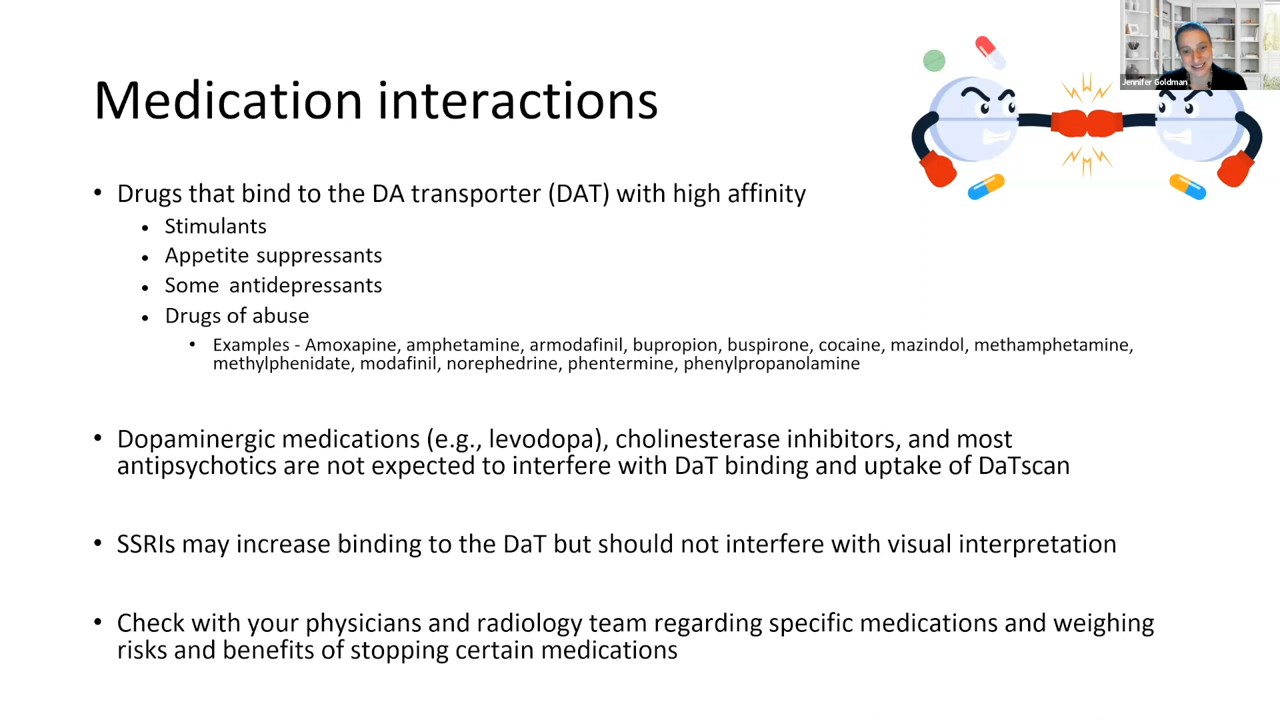 Jennifer Goldman
Medication interactions
• Drugs that bind to the DA transporter (DAT) with high affinity
• Stimulants
• Appetite suppressants
• Some antidepressants
• Drugs of abuse
• Examples - Amoxapine, amphetamine, armodafinil, bupropion, buspirone, cocaine, mazindol, methamphetamine,
methylphenidate, modafinil, norephedrine, phentermine, phenylpropanolamine
• Dopaminergic medications (e.g., levodopa), cholinesterase inhibitors, and most
antipsychotics are not expected to interfere with DaT binding and uptake of DaTscan
• SSRIs may increase binding to the DaT but should not interfere with visual interpretation
• Check with your physicians and radiology team regarding specific medications and weighing
risks and benefits of stopping certain medications